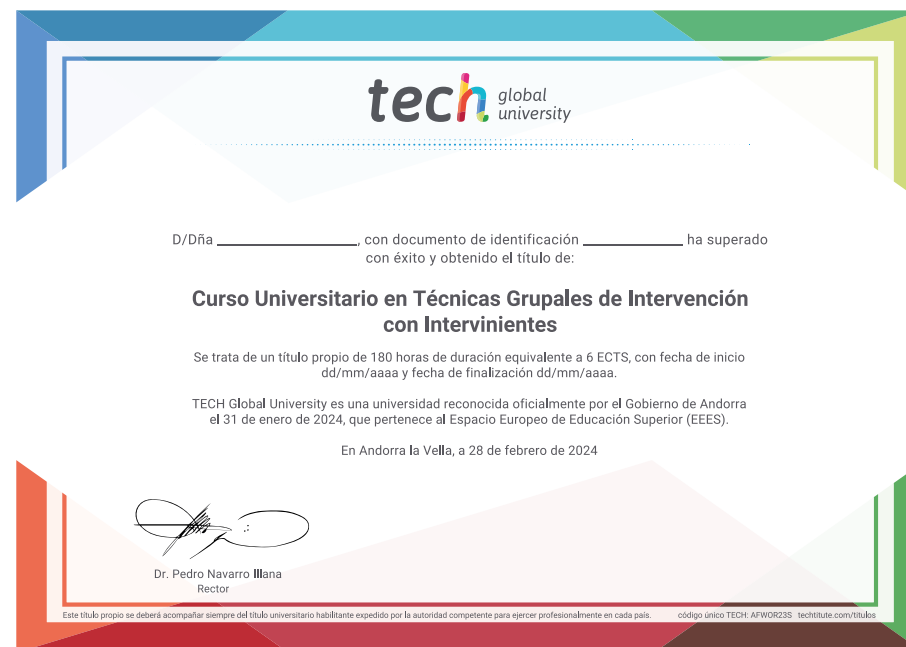 tech global university
D/Dña ____________________, con documento de identificación ______________ ha superado
con éxito y obtenido el título de:
Curso Universitario en Técnicas Grupales de Intervención
con Intervinientes
Se trata de un título propio de 180 horas de duración equivalente a 6 ECTS, con fecha de inicio
dd/mm/aaaa y fecha de finalización dd/mm/aaaa.
TECH Global University es una universidad reconocida oficialmente por el Gobierno de Andorra
el 31 de enero de 2024, que pertenece al Espacio Europeo de Educación Superior (EEES).
En Andorra la Vella, a 28 de febrero de 2024
Dr. Pedro Navarro Illana
Rector
Este título propio se deberá acompañar siempre del título universitario habilitante expedido por la autoridad competente para ejercer profesionalmente en cada país. código único TECH: AFWOR23S techtitute.com/titulos